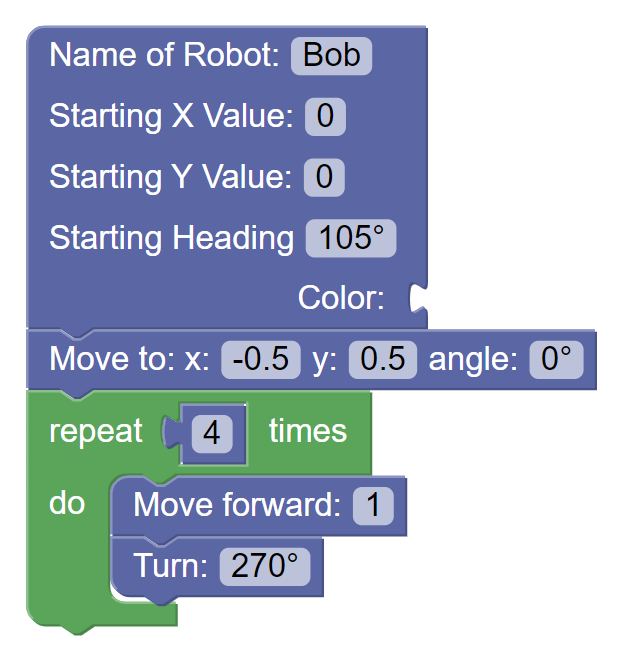 Name of Robot: Bob
Starting X Value: 0
Starting Y Value: 0
Starting Heading 105°
Color:
Move to: x: -0.5 y: 0.5 angle: 0°
repeat 4 times
do Move forward: 1
Turn: 270°